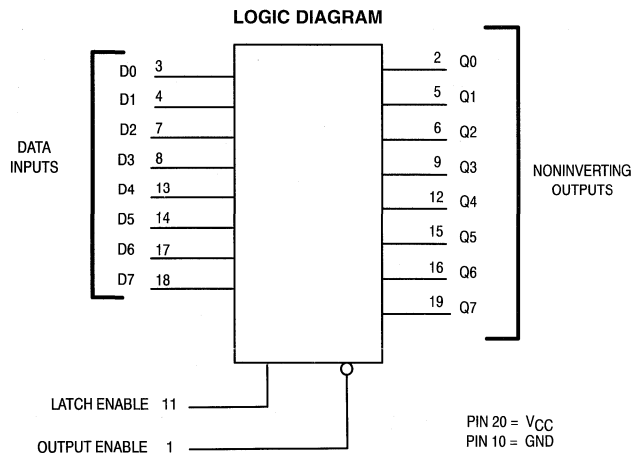 LOGIC DIAGRAM
DATA
INPUTS
D0 3
D1 4
D2 7
D3 8
D4 13
D5 14
D6 17
D7 18
2 Q0
5 Q1
6 Q2
9 Q3
12 Q4
15 Q5
16 Q6
19 Q7
NONINVERTING
OUTPUTS
LATCH ENABLE 11
OUTPUT ENABLE 1
PIN 20 = VCC
PIN 10 = GND